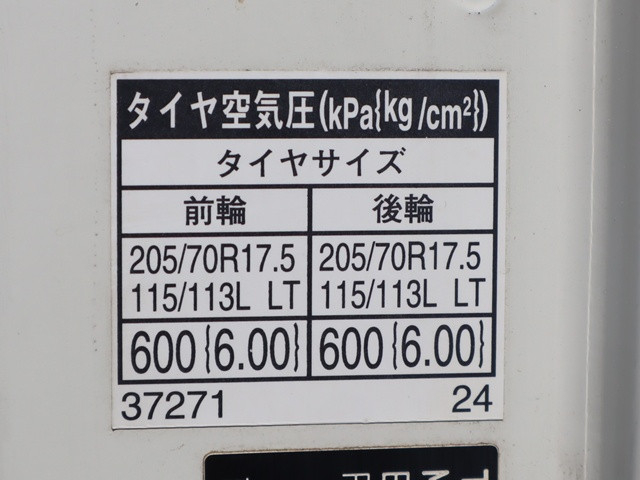 タイヤ空気圧(kPa{kg/cm²})
タイヤサイズ
前輪 後輪
205/70R17.5 205/70R17.5
115/113L LT 115/113L LT
600{6.00} 600{6.00}
37271 24